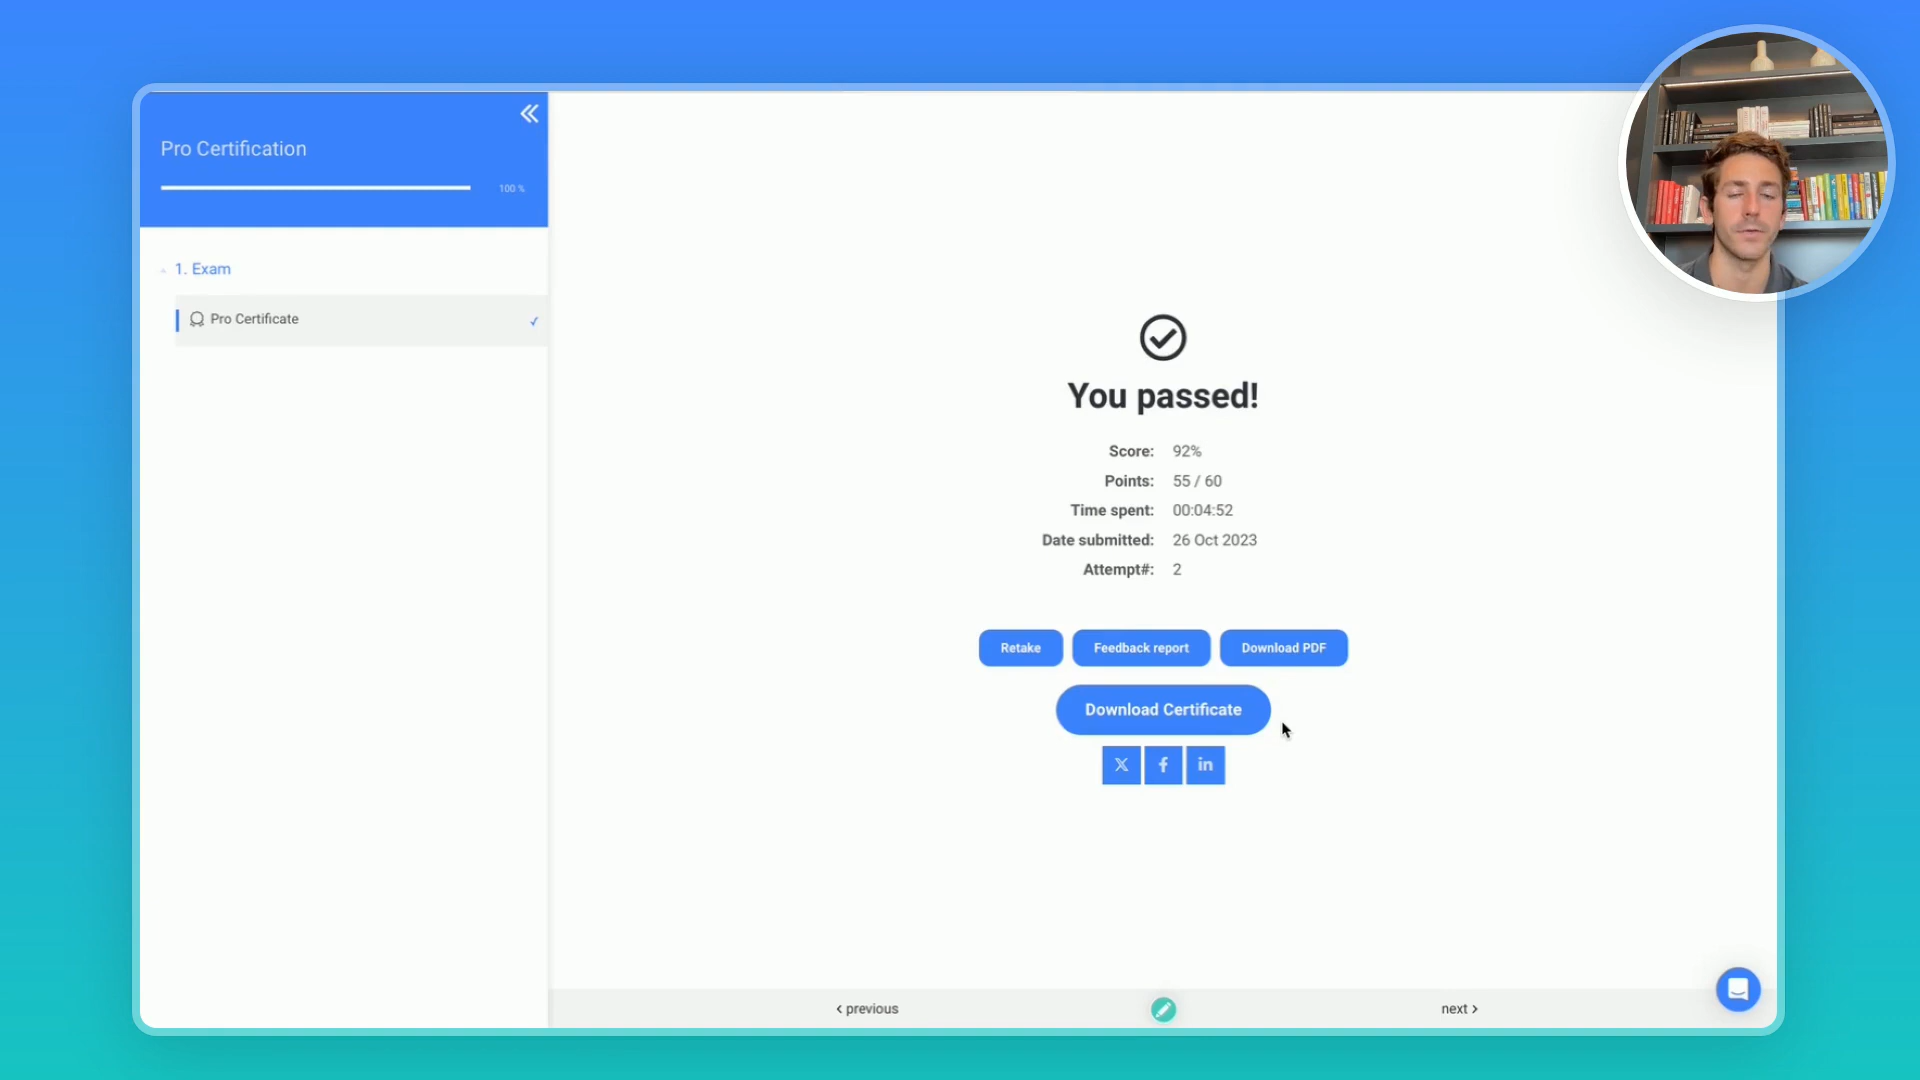 Pro Certification
100 %
1. Exam
Pro Certificate
You passed!
Score: 92%
Points: 55 / 60
Time spent: 00:04:52
Date submitted: 26 Oct 2023
Attempt#: 2
Retake Feedback report Download PDF
Download Certificate
previous next